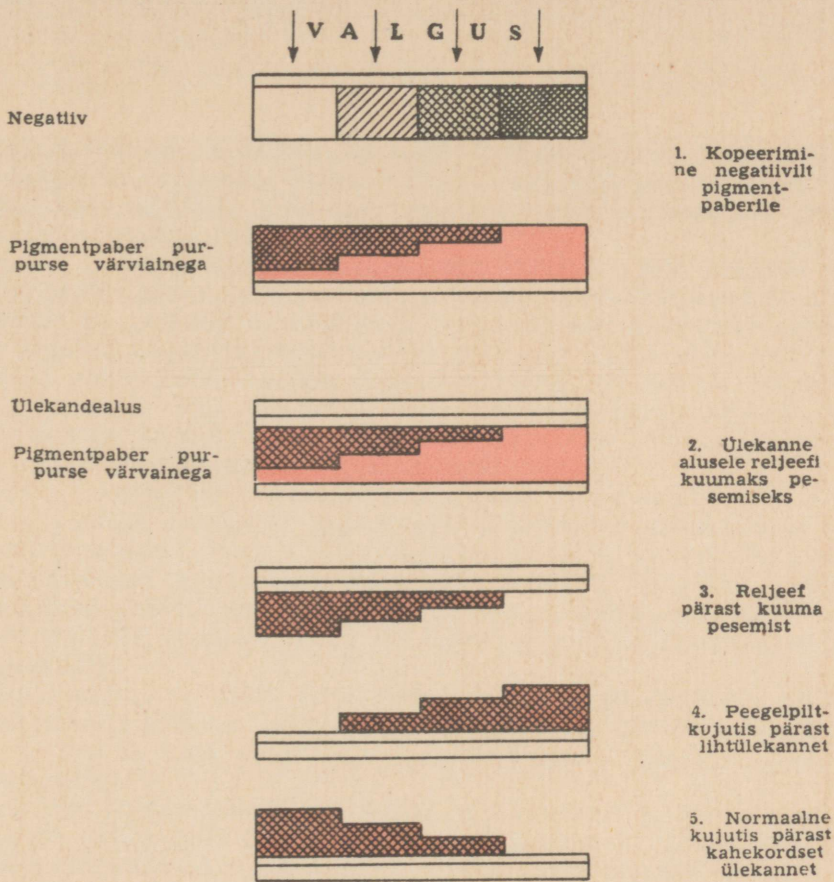 VALGUS
Negatiiv
1. Kopeerimi-
ne negatiivilt
pigment-
paberile
Pigmentpaber pur-
purse värviainega
Ülekandealus
Pigmentpaber pur-
purse värvainega
2. Ülekanne
alusele reljeefi
kuumaks pe-
semiseks
3. Reljeef
pärast kuuma
pesemist
4. Peegelpilt-
kujutis pärast
lihtülekannet
5. Normaalne
kujutis pärast
kahekordset
ülekannet